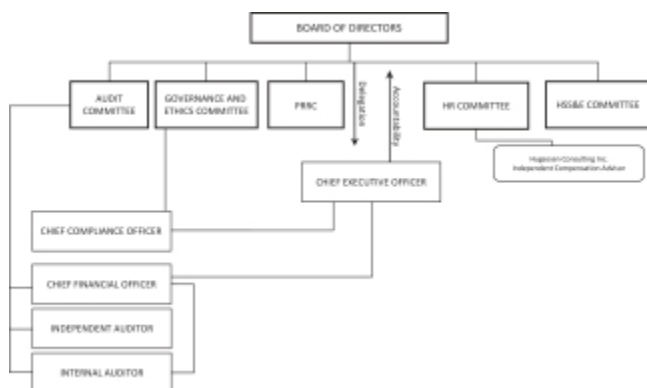 BOARD OF DIRECTORS
AUDIT
COMMITTEE
GOVERNANCE AND
ETHICS COMMITTEE
PRRC
Delegation
Accountability
HR COMMITTEE
HSS&E COMMITTEE
Hugessen Consulting Inc.
Independent Compensation Advisor
CHIEF EXECUTIVE OFFICER
CHIEF COMPLIANCE OFFICER
CHIEF FINANCIAL OFFICER
INDEPENDENT AUDITOR
INTERNAL AUDITOR